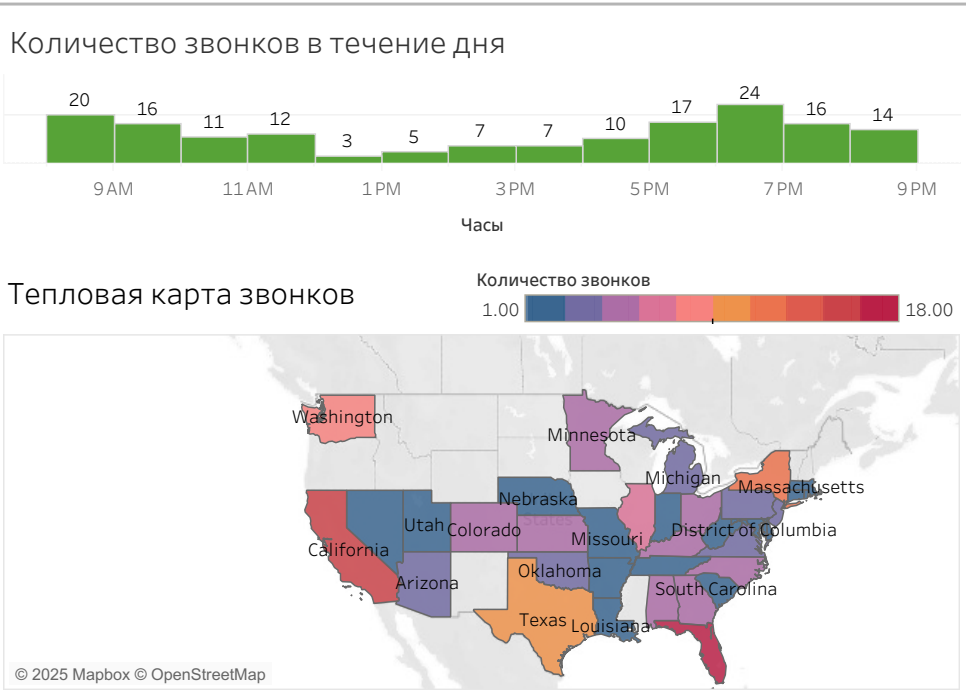 Количество звонков в течение дня
20 16 11 12 3 5 7 7 10 17 24 16 14
9 AM 11 AM 1 PM 3 PM 5 PM 7 PM 9 PM
Часы
Тепловая карта звонков
Количество звонков
1.00 18.00
Washington
Minnesota
Michigan
Massachusetts
Nebraska
States
Utah
Colorado
Missouri
District of Columbia
California
Arizona
Oklahoma
South Carolina
Texas
Louisiana
© 2025 Mapbox © OpenStreetMap